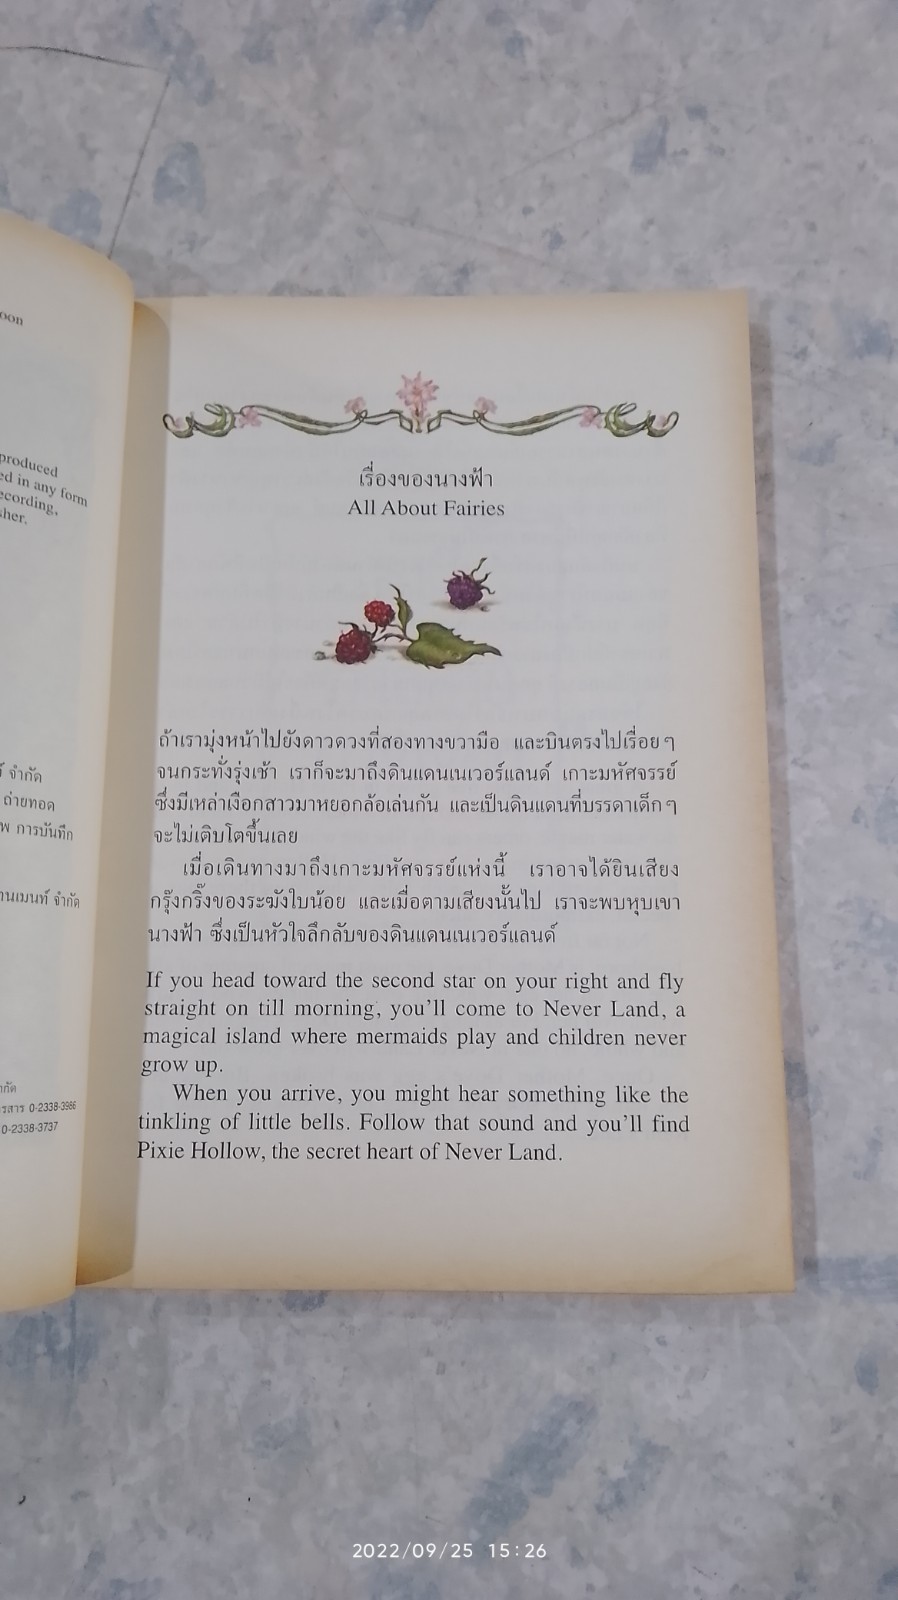 oon
produced
ed in any form
ecording,
sher.
์ จำกัด
ถ่ายทอด
พ การบันทึก
านเมนท์ จำกัด
ำกัด
รสาร 0-2338-3986
0-2338-3737
เรื่องของนางฟ้า
All About Fairies
ถ้าเรามุ่งหน้าไปยังดาวดวงที่สองทางขวามือ และบินตรงไปเรื่อยๆ
จนกระทั่งรุ่งเช้า เราก็จะมาถึงดินแดนเนเวอร์แลนด์ เกาะมหัศจรรย์
ซึ่งมีเหล่าเงือกสาวมาหยอกล้อเล่นกัน และเป็นดินแดนที่บรรดาเด็กๆ
จะไม่เติบโตขึ้นเลย
เมื่อเดินทางมาถึงเกาะมหัศจรรย์แห่งนี้ เราอาจได้ยินเสียง
กรุ๊งกริ๊งของระฆังใบน้อย และเมื่อตามเสียงนั้นไป เราจะพบหุบเขา
นางฟ้า ซึ่งเป็นหัวใจลึกลับของดินแดนเนเวอร์แลนด์
If you head toward the second star on your right and fly
straight on till morning, you'll come to Never Land, a
magical island where mermaids play and children never
grow up.
When you arrive, you might hear something like the
tinkling of little bells. Follow that sound and you'll find
Pixie Hollow, the secret heart of Never Land.
2022/09/25 15:26